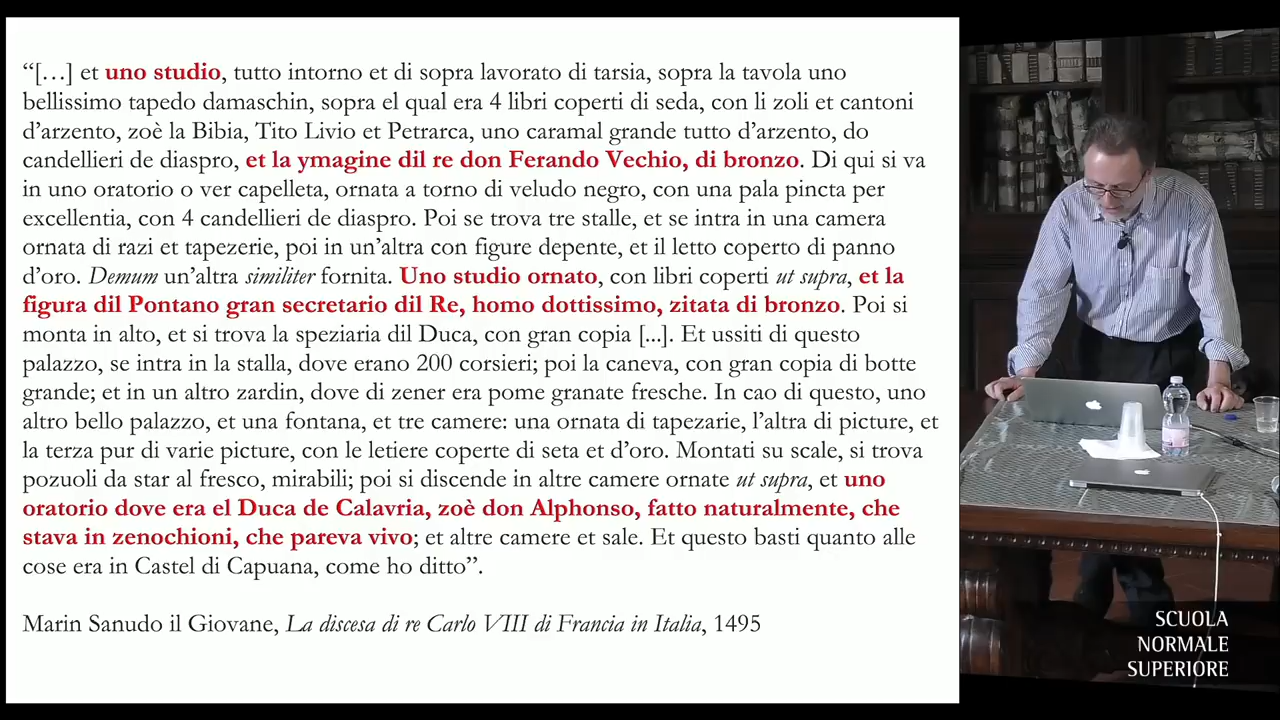 “[…] et uno studio, tutto intorno et di sopra lavorato di tarsia, sopra la tavola uno
bellissimo tapedo damaschin, sopra el qual era 4 libri coperti di seda, con li zoli et cantoni
d’arzento, zoè la Bibia, Tito Livio et Petrarca, uno caramal grande tutto d’arzento, do
candellieri de diaspro, et la ymagine dil re don Ferando Vechio, di bronzo. Di qui si va
in uno oratorio o ver capelleta, ornata a torno di veludo negro, con una pala pincta per
excellentia, con 4 candellieri de diaspro. Poi se trova tre stalle, et se intra in una camera
ornata di razi et tapezerie, poi in un’altra con figure depente, et il letto coperto di panno
d’oro. Demum un’altra similiter fornita. Uno studio ornato, con libri coperti ut supra, et la
figura dil Pontano gran secretario dil Re, homo dottissimo, zitata di bronzo. Poi si
monta in alto, et si trova la speziaria dil Duca, con gran copia [...]. Et ussiti di questo
palazzo, se intra in la stalla, dove erano 200 corsieri; poi la caneva, con gran copia di botte
grande; et in un altro zardin, dove di zener era pome granate fresche. In cao di questo, uno
altro bello palazzo, et una fontana, et tre camere: una ornata di tapezarie, l’altra di picture, et
la terza pur di varie picture, con le letiere coperte di seta et d’oro. Montati su scale, si trova
pozuoli da star al fresco, mirabili; poi si discende in altre camere ornate ut supra, et uno
oratorio dove era el Duca de Calavria, zoè don Alphonso, fatto naturalmente, che
stava in zenochioni, che pareva vivo; et altre camere et sale. Et questo basti quanto alle
cose era in Castel di Capuana, come ho ditto”.
Marin Sanudo il Giovane, La discesa di re Carlo VIII di Francia in Italia, 1495
SCUOLA
NORMALE
SUPERIORE